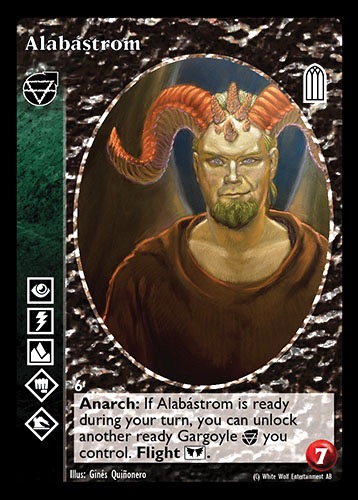 Alabástrom
6
Anarch: If Alabástrom is ready
during your turn, you can unlock
another ready Gargoyle you
control. Flight.
7
Illus: Ginés Quiñonero
(C) White Wolf Entertainment AB